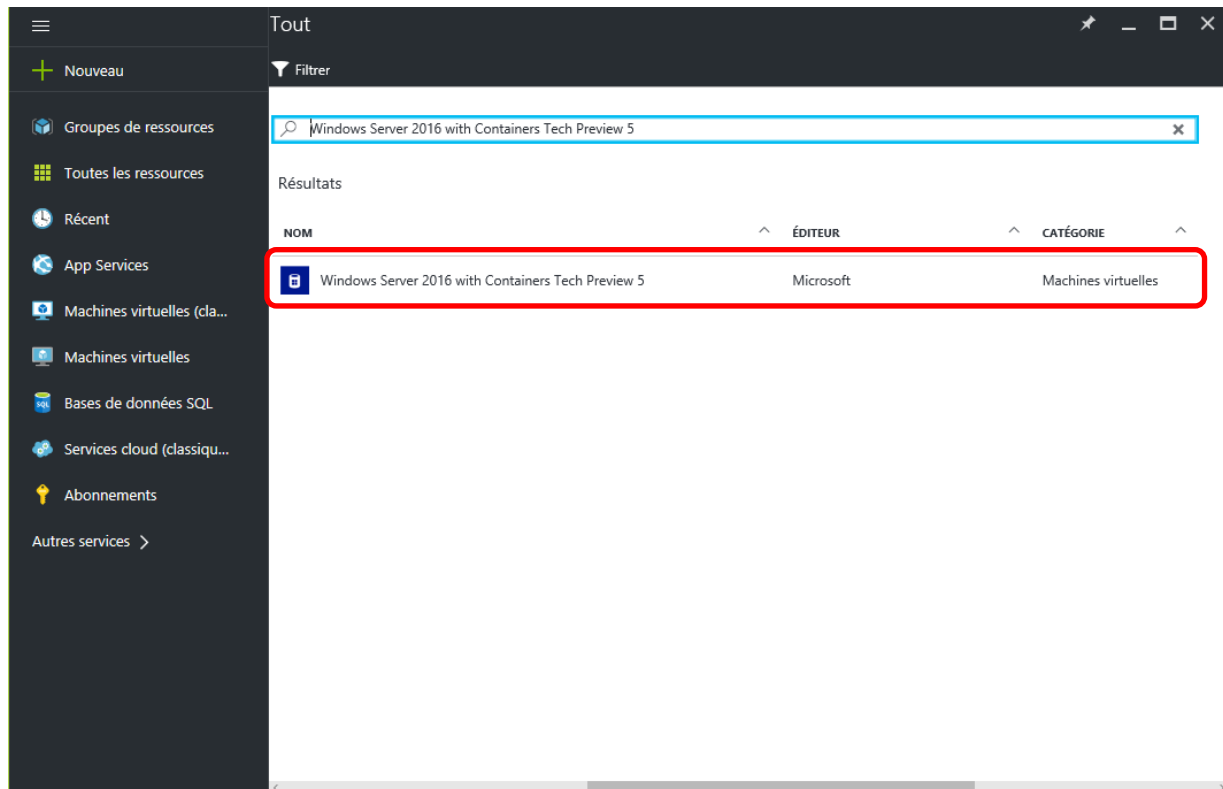 Tout
Nouveau
Filtrer
Groupes de ressources
Toutes les ressources
Récent
App Services
Machines virtuelles (cla...
Machines virtuelles
Bases de données SQL
SQL
Services cloud (classiqu...
Abonnements
Autres services
Windows Server 2016 with Containers Tech Preview 5
Résultats
NOM ÉDITEUR CATÉGORIE
Windows Server 2016 with Containers Tech Preview 5 Microsoft Machines virtuelles